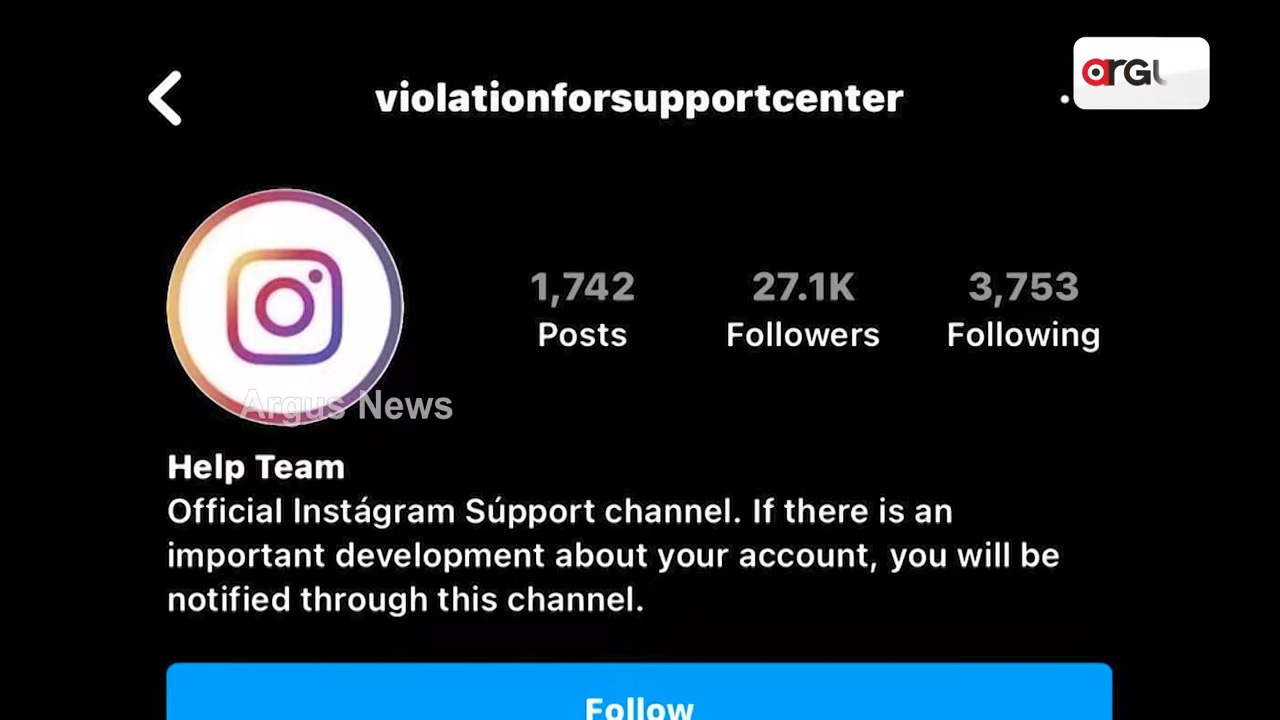 violationforsupportcenter
1,742 27.1K 3,753
Posts Followers Following
Argus News
Help Team
Official Instágram Súpport channel. If there is an
important development about your account, you will be
notified through this channel.
Follow